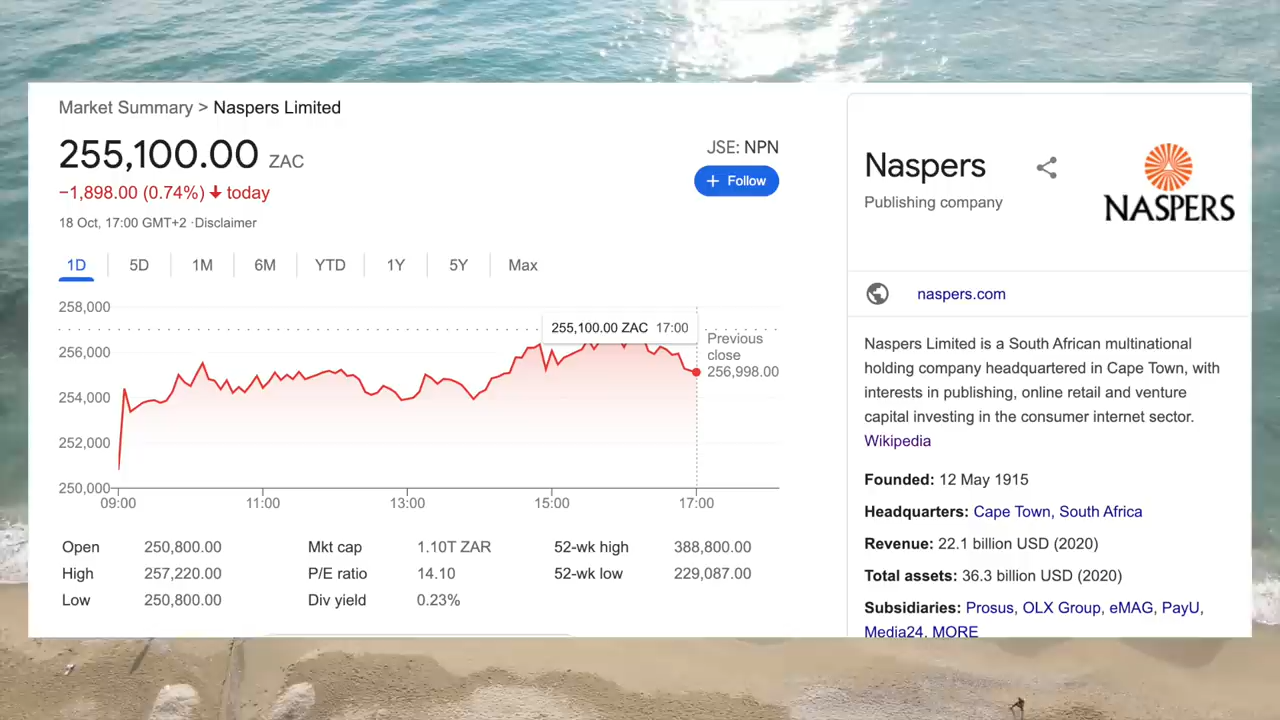 Market Summary > Naspers Limited
255,100.00 ZAC
−1,898.00 (0.74%) today
18 Oct, 17:00 GMT+2 ·Disclaimer
JSE: NPN
+ Follow
1D 5D 1M 6M YTD 1Y 5Y Max
258,000
256,000
254,000
252,000
250,000
255,100.00 ZAC 17:00
Previous
close
256,998.00
09:00 11:00 13:00 15:00 17:00
Open 250,800.00 Mkt cap 1.10T ZAR 52-wk high 388,800.00
High 257,220.00 P/E ratio 14.10 52-wk low 229,087.00
Low 250,800.00 Div yield 0.23%
Naspers
Publishing company
NASPERS
naspers.com
Naspers Limited is a South African multinational
holding company headquartered in Cape Town, with
interests in publishing, online retail and venture
capital investing in the consumer internet sector.
Wikipedia
Founded: 12 May 1915
Headquarters: Cape Town, South Africa
Revenue: 22.1 billion USD (2020)
Total assets: 36.3 billion USD (2020)
Subsidiaries: Prosus, OLX Group, eMAG, PayU,
Media24, MORE